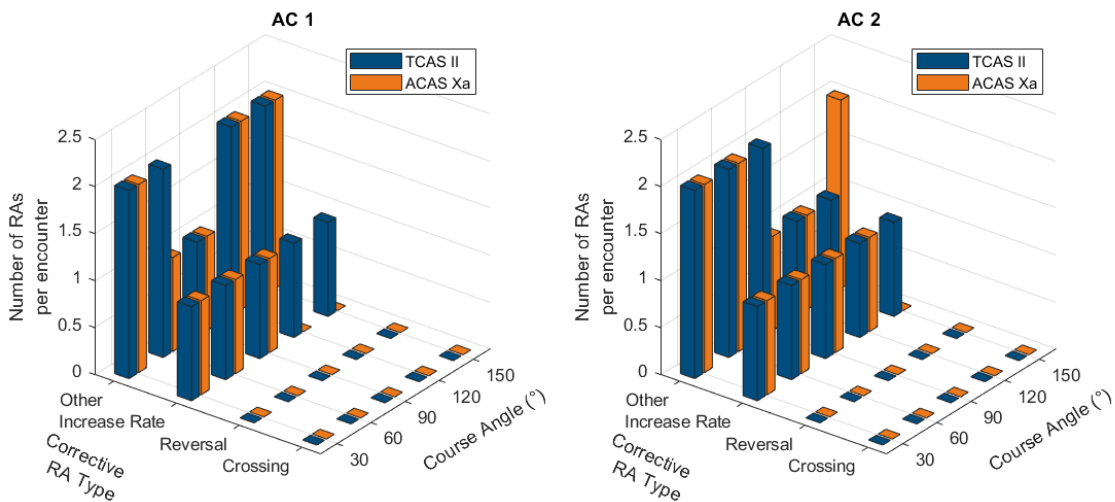 AC 1
TCAS II
ACAS Xa
2.5
2
1.5
1
0.5
0
Number of RAs
per encounter
Other
Increase Rate
Reversal
Crossing
Corrective
RA Type
30
60
90
120
150
Course Angle (°)
AC 2
TCAS II
ACAS Xa
2.5
2
1.5
1
0.5
0
Number of RAs
per encounter
Other
Increase Rate
Reversal
Crossing
Corrective
RA Type
30
60
90
120
150
Course Angle (°)